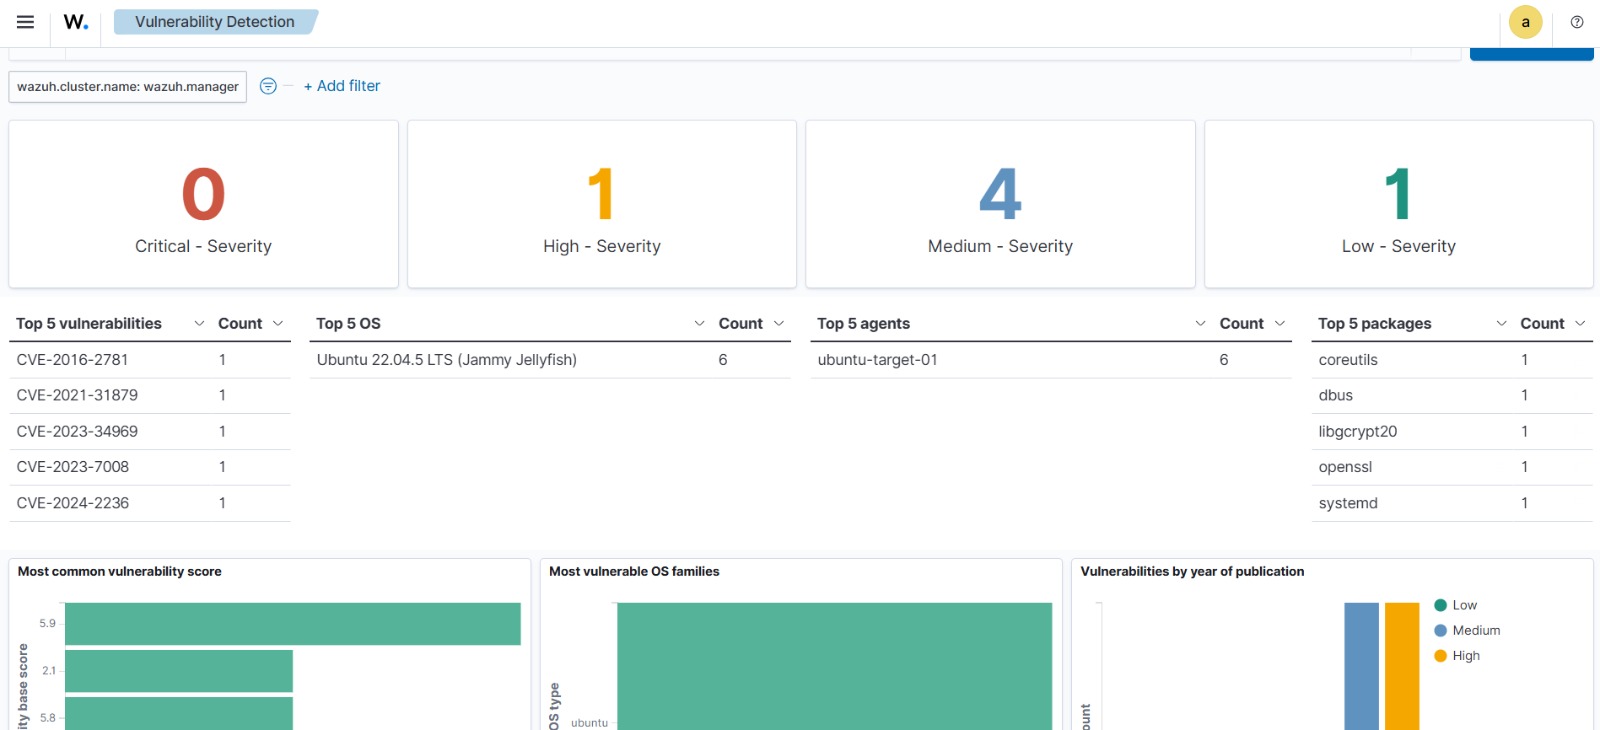 W. Vulnerability Detection a ?
wazuh.cluster.name: wazuh.manager + Add filter
0
Critical - Severity
1
High - Severity
4
Medium - Severity
1
Low - Severity
Top 5 vulnerabilities Count
CVE-2016-2781 1
CVE-2021-31879 1
CVE-2023-34969 1
CVE-2023-7008 1
CVE-2024-2236 1
Top 5 OS Count
Ubuntu 22.04.5 LTS (Jammy Jellyfish) 6
Top 5 agents Count
ubuntu-target-01 6
Top 5 packages Count
coreutils 1
dbus 1
libgcrypt20 1
openssl 1
systemd 1
Most common vulnerability score
5.9
2.1
5.8
ity base score
Most vulnerable OS families
OS type
ubuntu
Vulnerabilities by year of publication
ount
Low
Medium
High